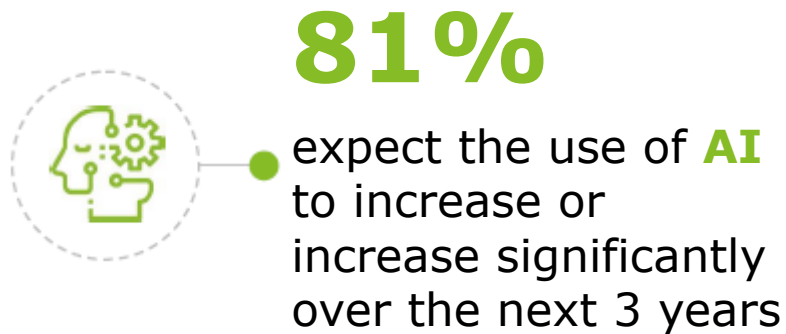 81%
expect the use of AI
to increase or
increase significantly
over the next 3 years